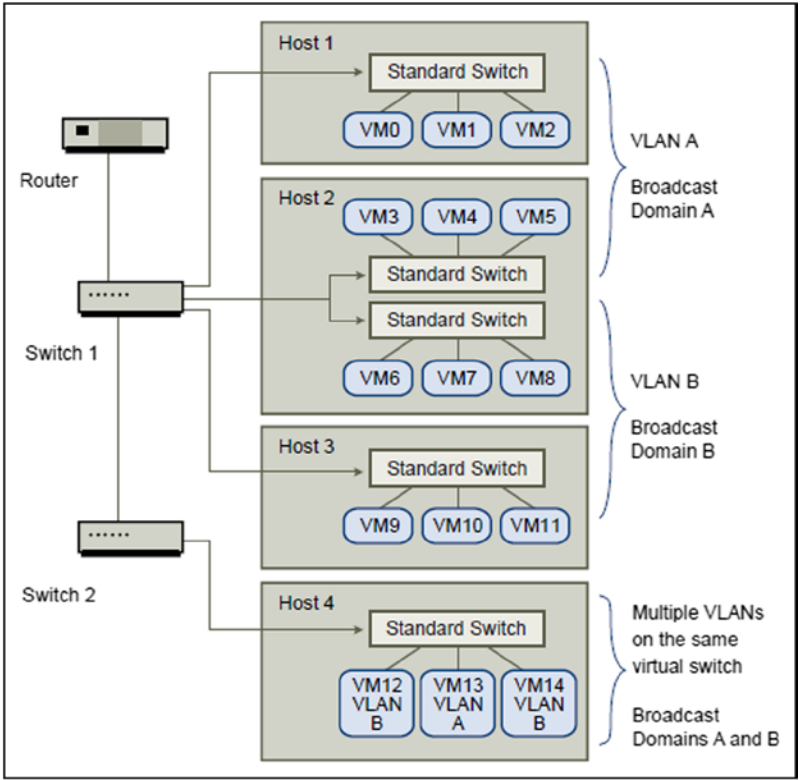 Host 1
Standard Switch
VM0
VM1
VM2
VLAN A
Broadcast
Domain A
Router
Host 2
VM3
VM4
VM5
Standard Switch
Standard Switch
VM6
VM7
VM8
Switch 1
VLAN B
Broadcast
Domain B
Host 3
Standard Switch
VM9
VM10
VM11
Switch 2
Host 4
Standard Switch
VM12
VLAN
B
VM13
VLAN
A
VM14
VLAN
B
Multiple VLANs
on the same
virtual switch
Broadcast
Domains A and B